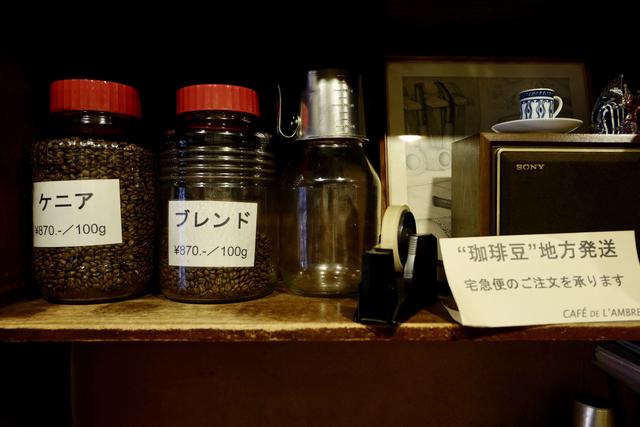 ケニア
¥870.-／100g
ブレンド
¥870.-／100g
SONY
“珈琲豆”地方発送
宅急便のご注文を承ります
CAFÉ DE L'AMBRE